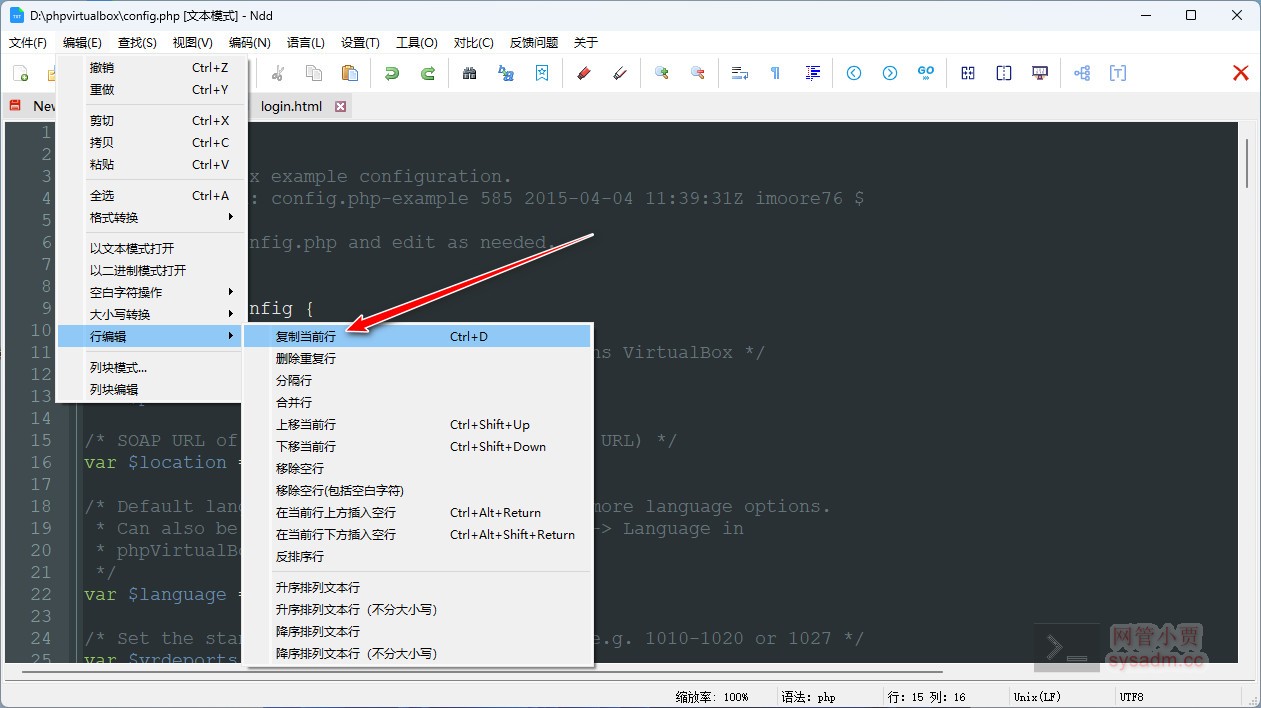 D:\phpvirtualbox\config.php [文本模式] - Ndd
文件(F) 编辑(E) 查找(S) 视图(V) 编码(N) 语言(L) 设置(T) 工具(O) 对比(C) 反馈问题 关于
撤销 Ctrl+Z
重做 Ctrl+Y
剪切 Ctrl+X
拷贝 Ctrl+C
粘贴 Ctrl+V
全选 Ctrl+A
格式转换
以文本模式打开
以二进制模式打开
空白字符操作
大小写转换
行编辑
列块模式...
列块编辑
复制当前行 Ctrl+D
删除重复行
分隔行
合并行
上移当前行 Ctrl+Shift+Up
下移当前行 Ctrl+Shift+Down
移除空行
移除空行(包括空白字符)
在当前行上方插入空行 Ctrl+Alt+Return
在当前行下方插入空行 Ctrl+Alt+Shift+Return
反排序行
升序排列文本行
升序排列文本行（不分大小写）
降序排列文本行
降序排列文本行（不分大小写）
GO
login.html
1
2
3 x example configuration.
4 : config.php-example 585 2015-04-04 11:39:31Z imoore76 $
5
6 nfig.php and edit as needed.
7
8
9 nfig {
10
11 ns VirtualBox */
12
13
14
15 /* SOAP URL of URL) */
16 var $location =
17
18 /* Default lan more language options.
19 * Can also be -> Language in
20 * phpVirtualBo
21 */
22 var $language =
23
24 /* Set the sta e.g. 1010-1020 or 1027 */
25 var $vrdeports
网管小贾
sysadm.cc
缩放率: 100% 语法: php 行: 15 列: 16 Unix(LF) UTF8